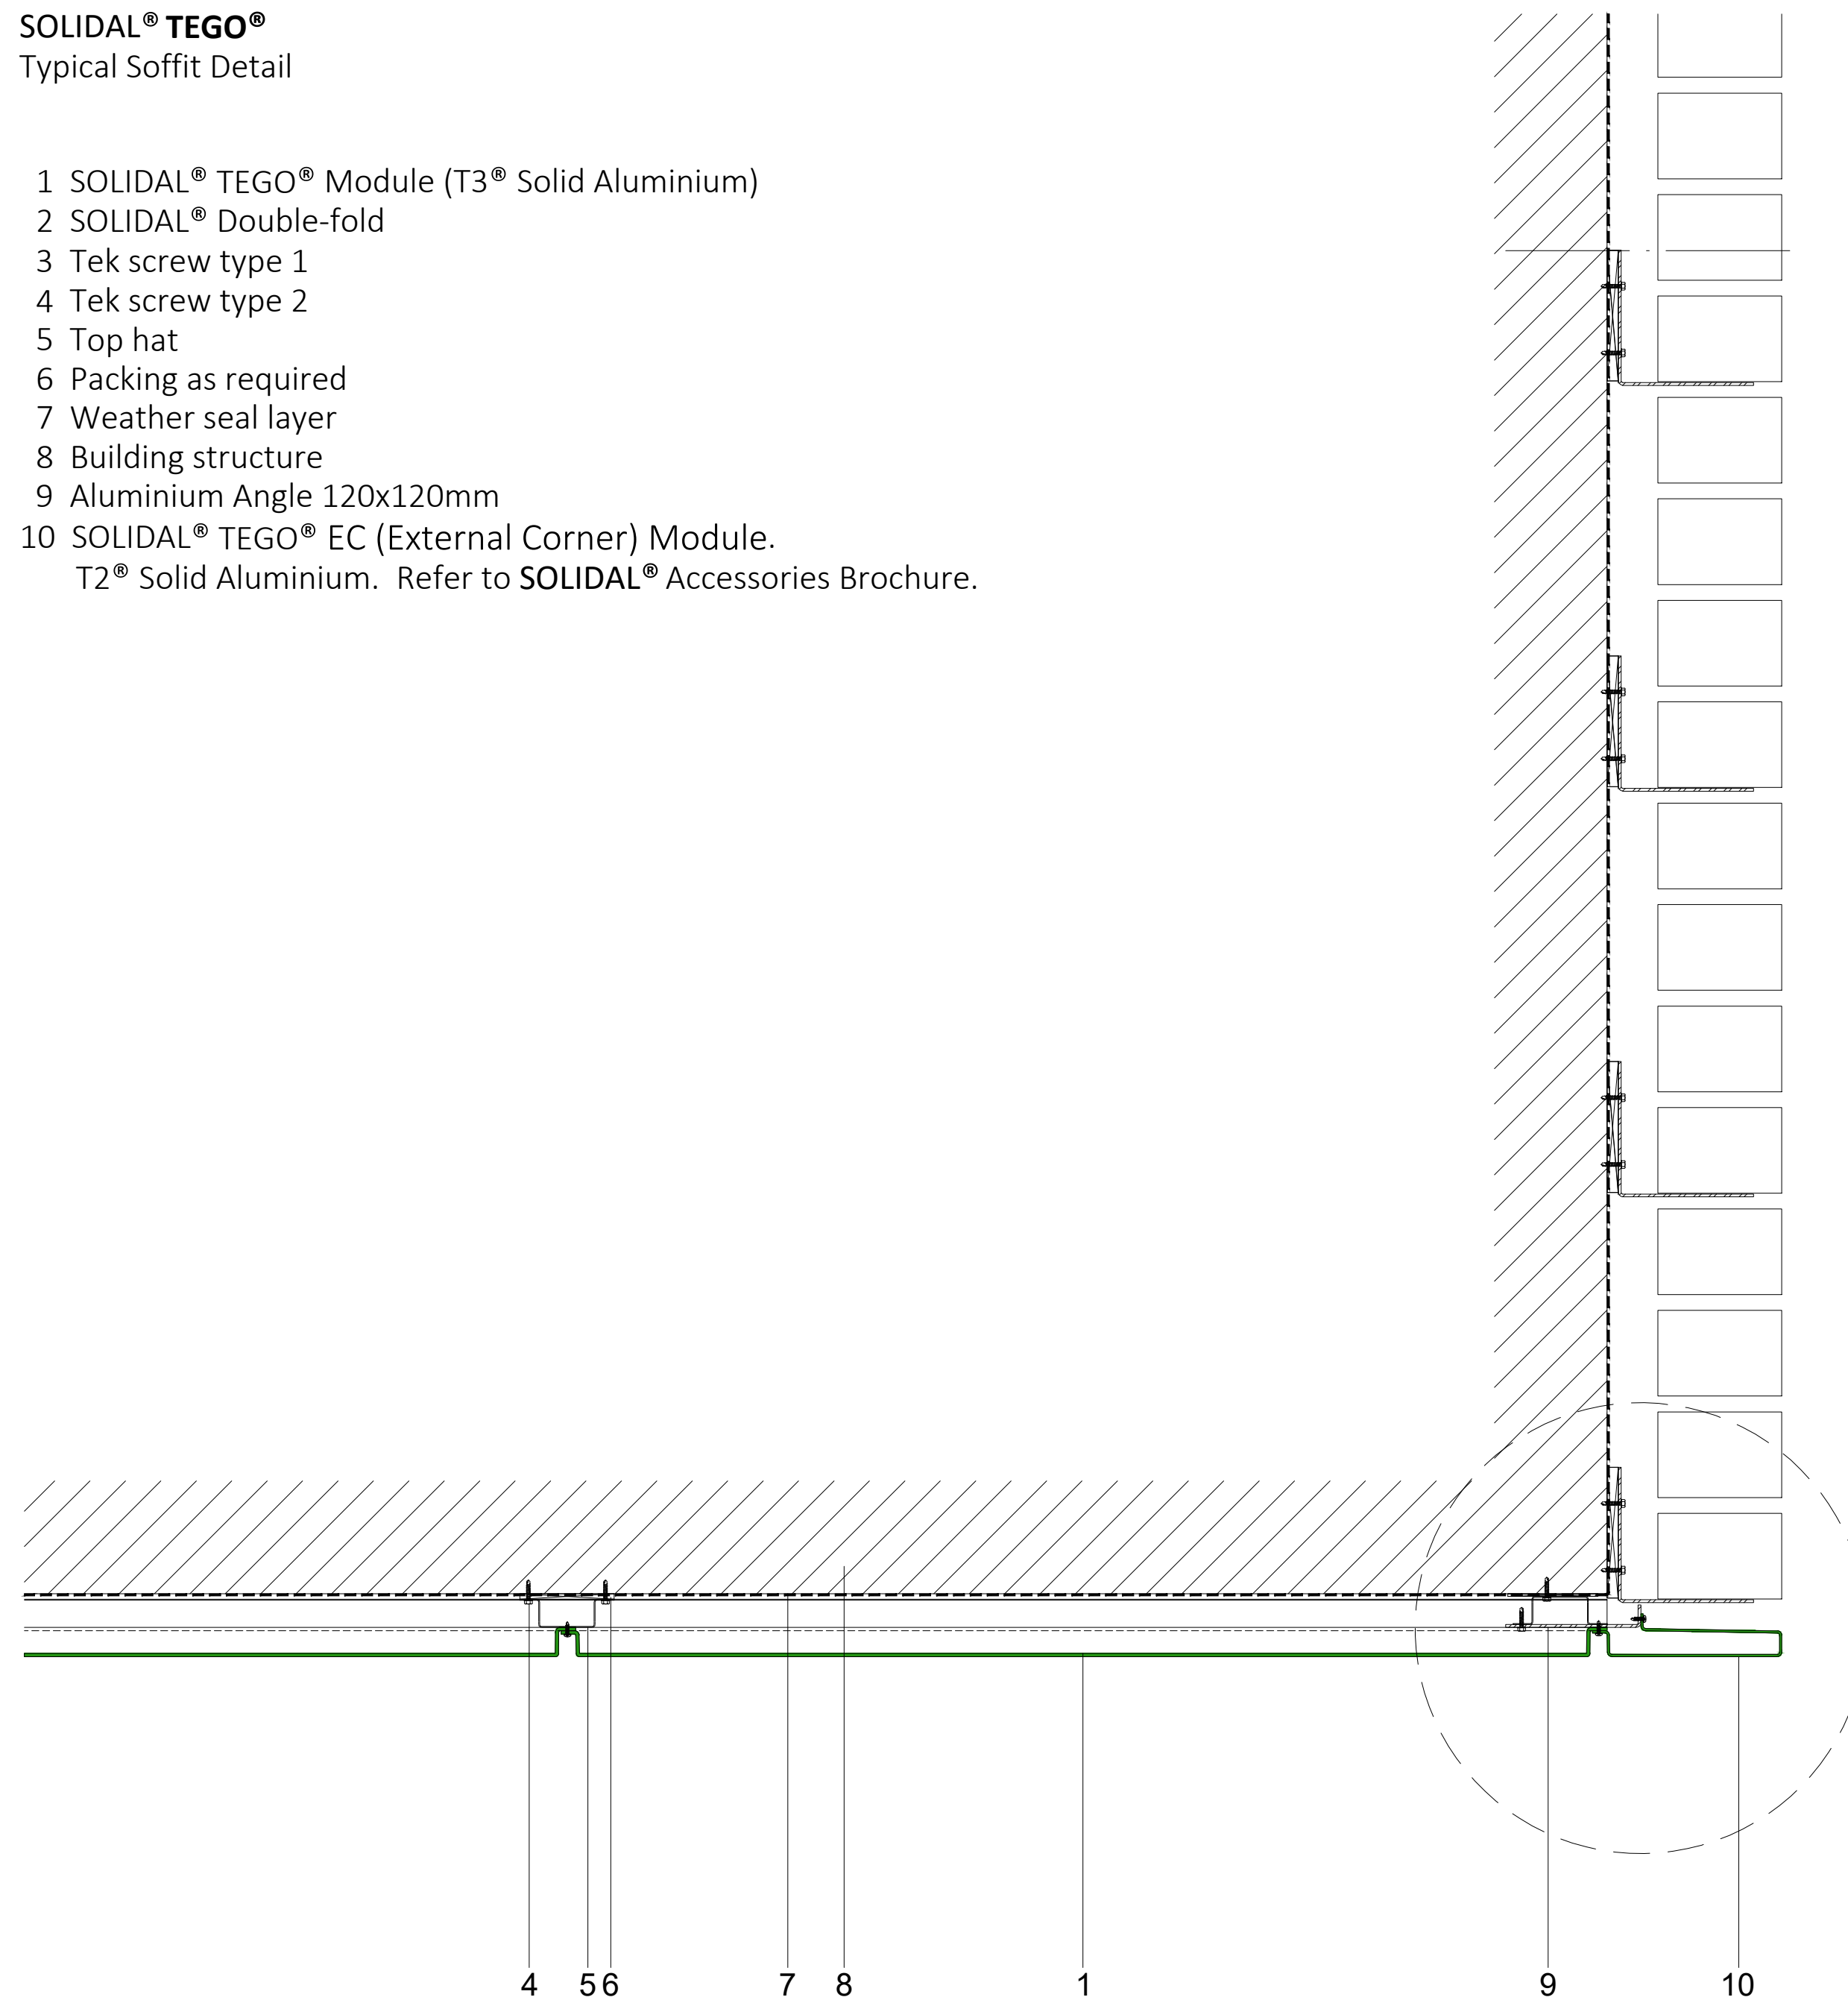 SOLIDAL® TEGO®
Typical Soffit Detail
1 SOLIDAL® TEGO® Module (T3® Solid Aluminium)
2 SOLIDAL® Double-fold
3 Tek screw type 1
4 Tek screw type 2
5 Top hat
6 Packing as required
7 Weather seal layer
8 Building structure
9 Aluminium Angle 120x120mm
10 SOLIDAL® TEGO® EC (External Corner) Module.
T2® Solid Aluminium. Refer to SOLIDAL® Accessories Brochure.
4 5 6 7 8 1 9 10